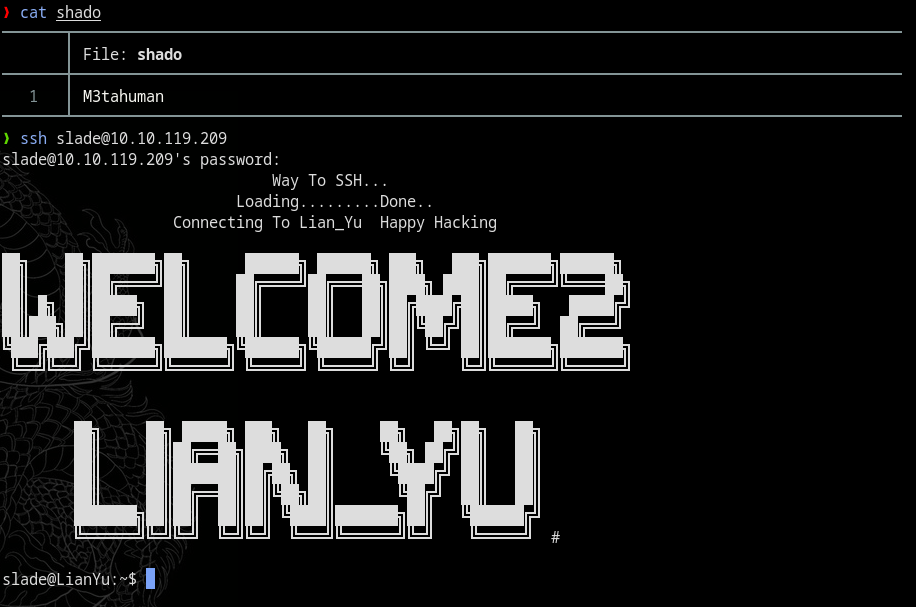 ❯ cat shado
File: shado
1 M3tahuman
❯ ssh slade@10.10.119.209
slade@10.10.119.209's password:
Way To SSH...
Loading.........Done..
Connecting To Lian_Yu  Happy Hacking
WELCOME2
LIAN_YU #
slade@LianYu:~$